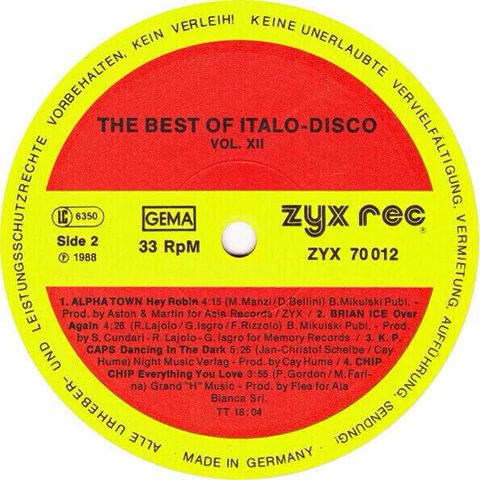 ALLE URHEBER- UND LEISTUNGSSCHUTZRECHTE VORBEHALTEN, KEIN VERLEIH! KEINE UNERLAUBTE VERVIELFÄLTIGUNG, VERMIETUNG, AUFFÜHRUNG, SENDUNG!
THE BEST OF ITALO-DISCO
VOL. XII
LC 6350
GEMA
zyx rec®
Side 2
33 RpM
ZYX 70012
℗ 1988
1. ALPHA TOWN Hey Robin 4:15 (M. Manzi/D. Bellini) B. Mikulski Publ. -
Prod. by Aston & Martin for Asia Records / ZYX / 2. BRIAN ICE Over
Again 4:28 (R. Lajolo / G. Isgro / F. Rizzolo) B. Mikulski Publ. - Prod.
by S. Cundari - R. Lajolo - G. Isgro for Memory Records / 3. K. P.
CAPS Dancing In The Dark 5:26 (Jan-Christof Scheibe / Cay
Hume) Night Music Verlag - Prod. by Cay Hume / 4. CHIP
CHIP Everything You Love 3:55 (P. Gordon / M. Fari-
na) Grand "H" Music - Prod. by Flea for Ala
Bianca Srl.
TT 18:04
· MADE IN GERMANY ·